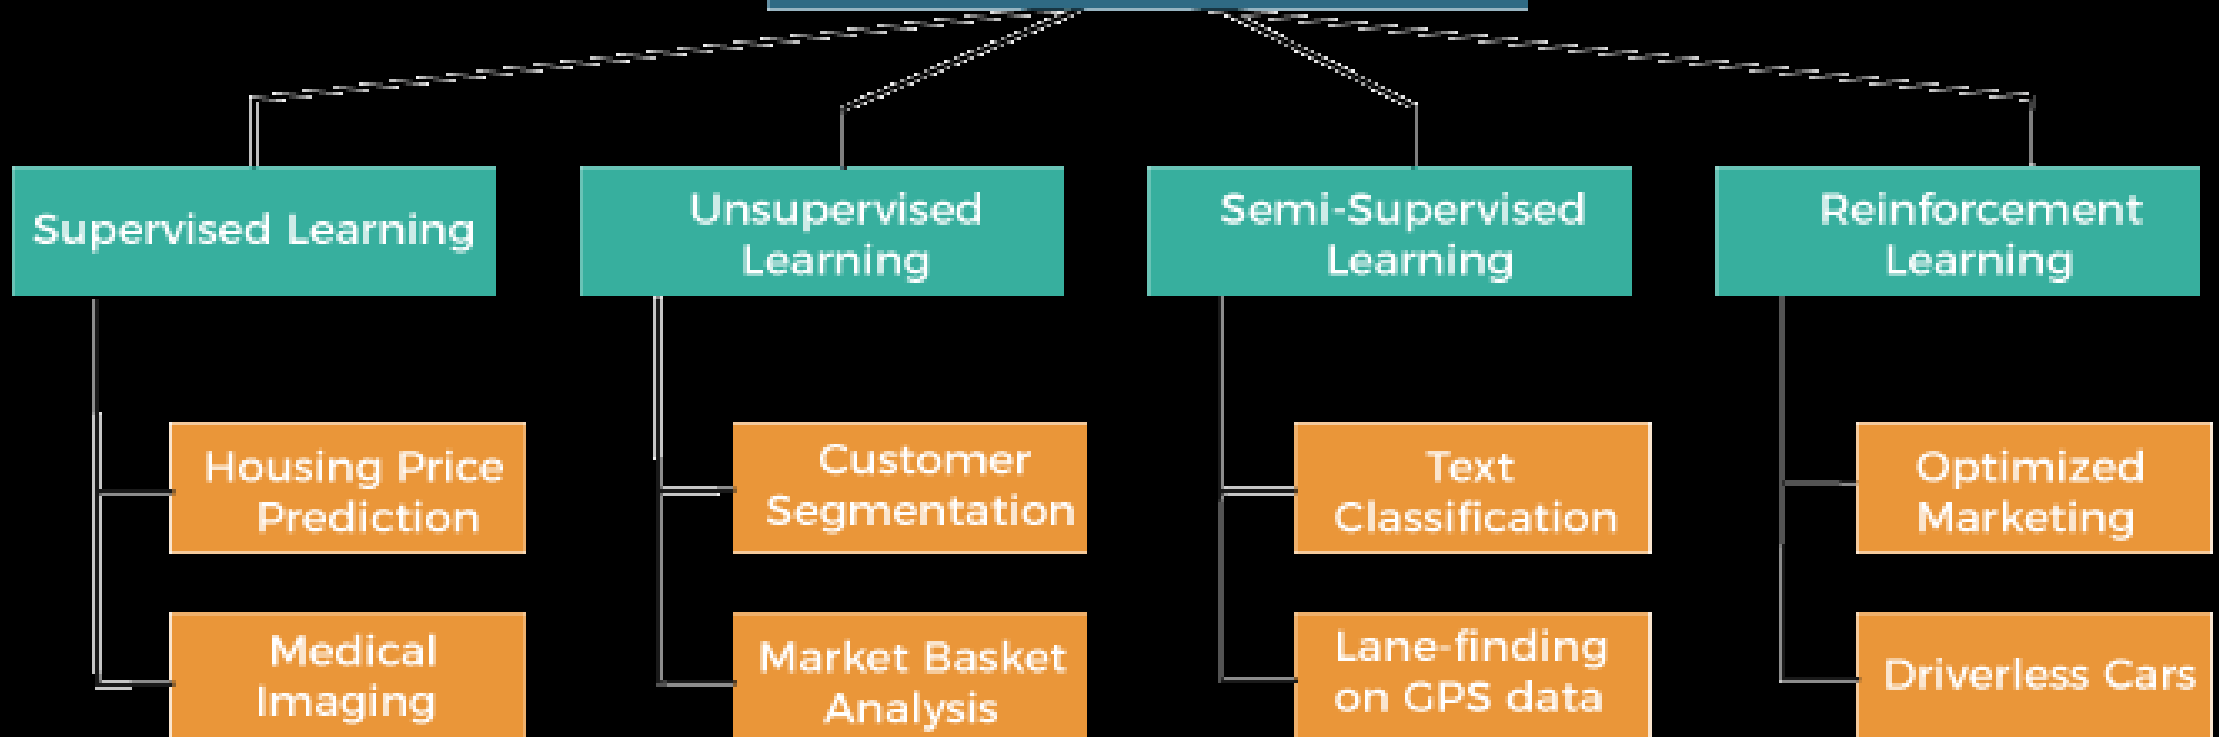 Supervised Learning
Unsupervised
Learning
Semi-Supervised
Learning
Reinforcement
Learning
Housing Price
Prediction
Customer
Segmentation
Text
Classification
Optimized
Marketing
Medical
Imaging
Market Basket
Analysis
Lane-finding
on GPS data
Driverless Cars